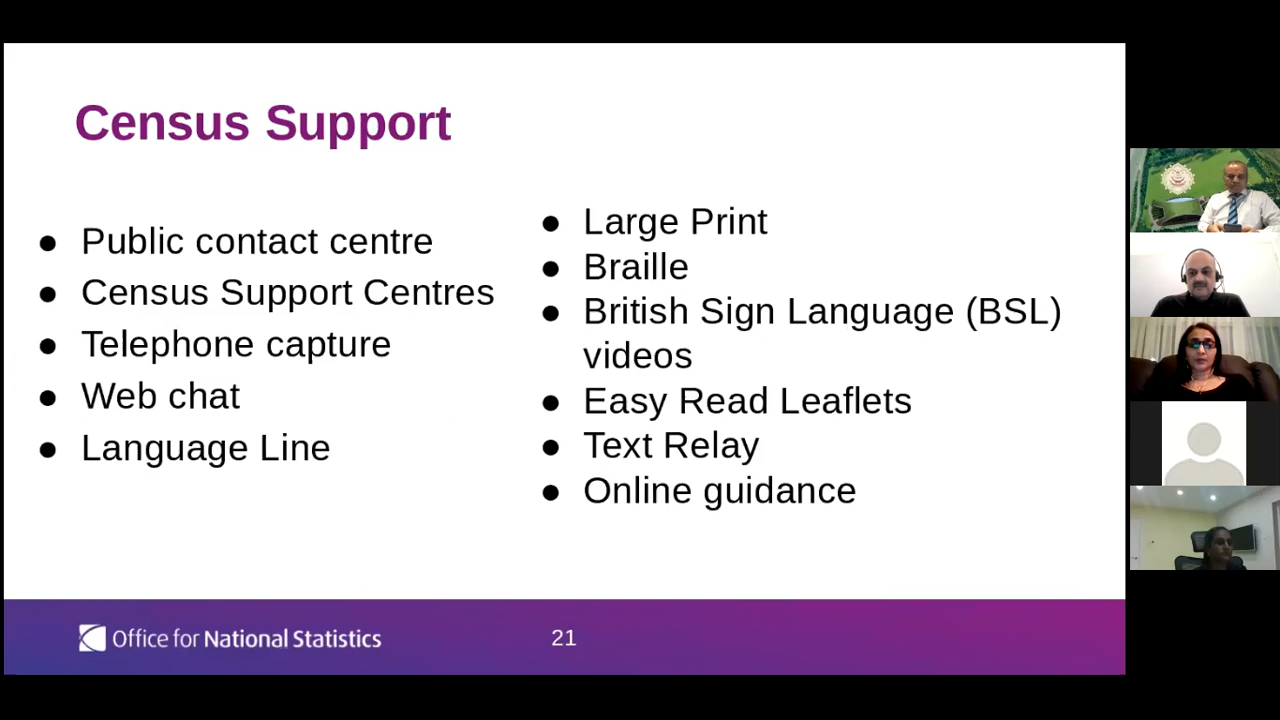 Census Support
● Public contact centre
● Census Support Centres
● Telephone capture
● Web chat
● Language Line
● Large Print
● Braille
● British Sign Language (BSL)
videos
● Easy Read Leaflets
● Text Relay
● Online guidance
Office for National Statistics
21